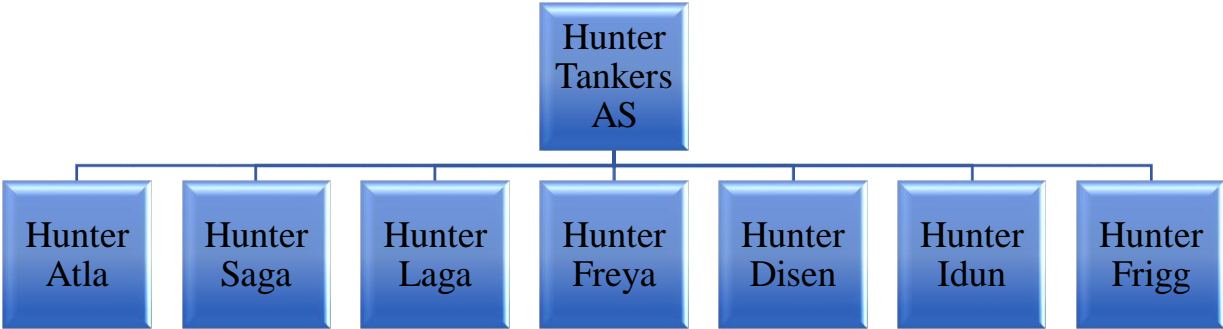 Hunter
Tankers
AS
Hunter
Atla
Hunter
Saga
Hunter
Laga
Hunter
Freya
Hunter
Disen
Hunter
Idun
Hunter
Frigg